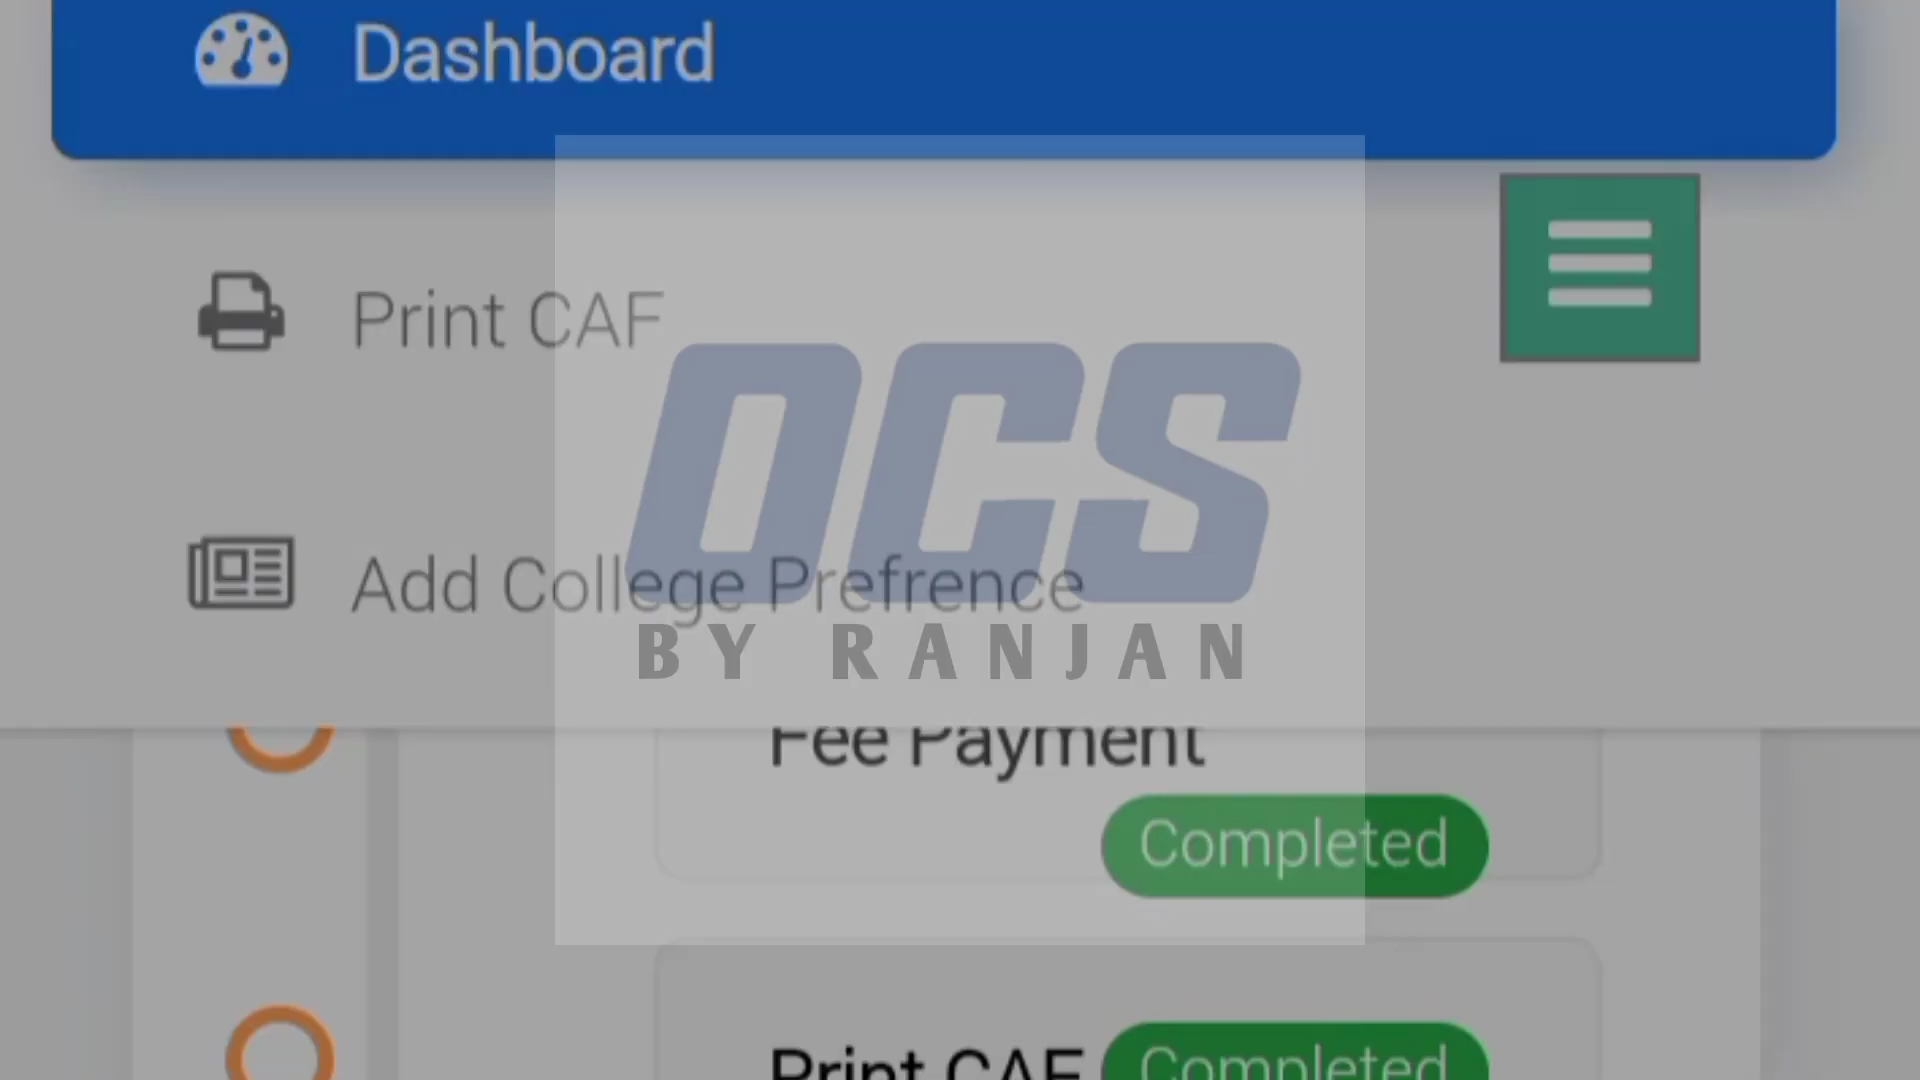 Dashboard
Print CAF
Add College Prefrence
OCS
BY RANJAN
Fee Payment
Completed
Print CAF
Completed